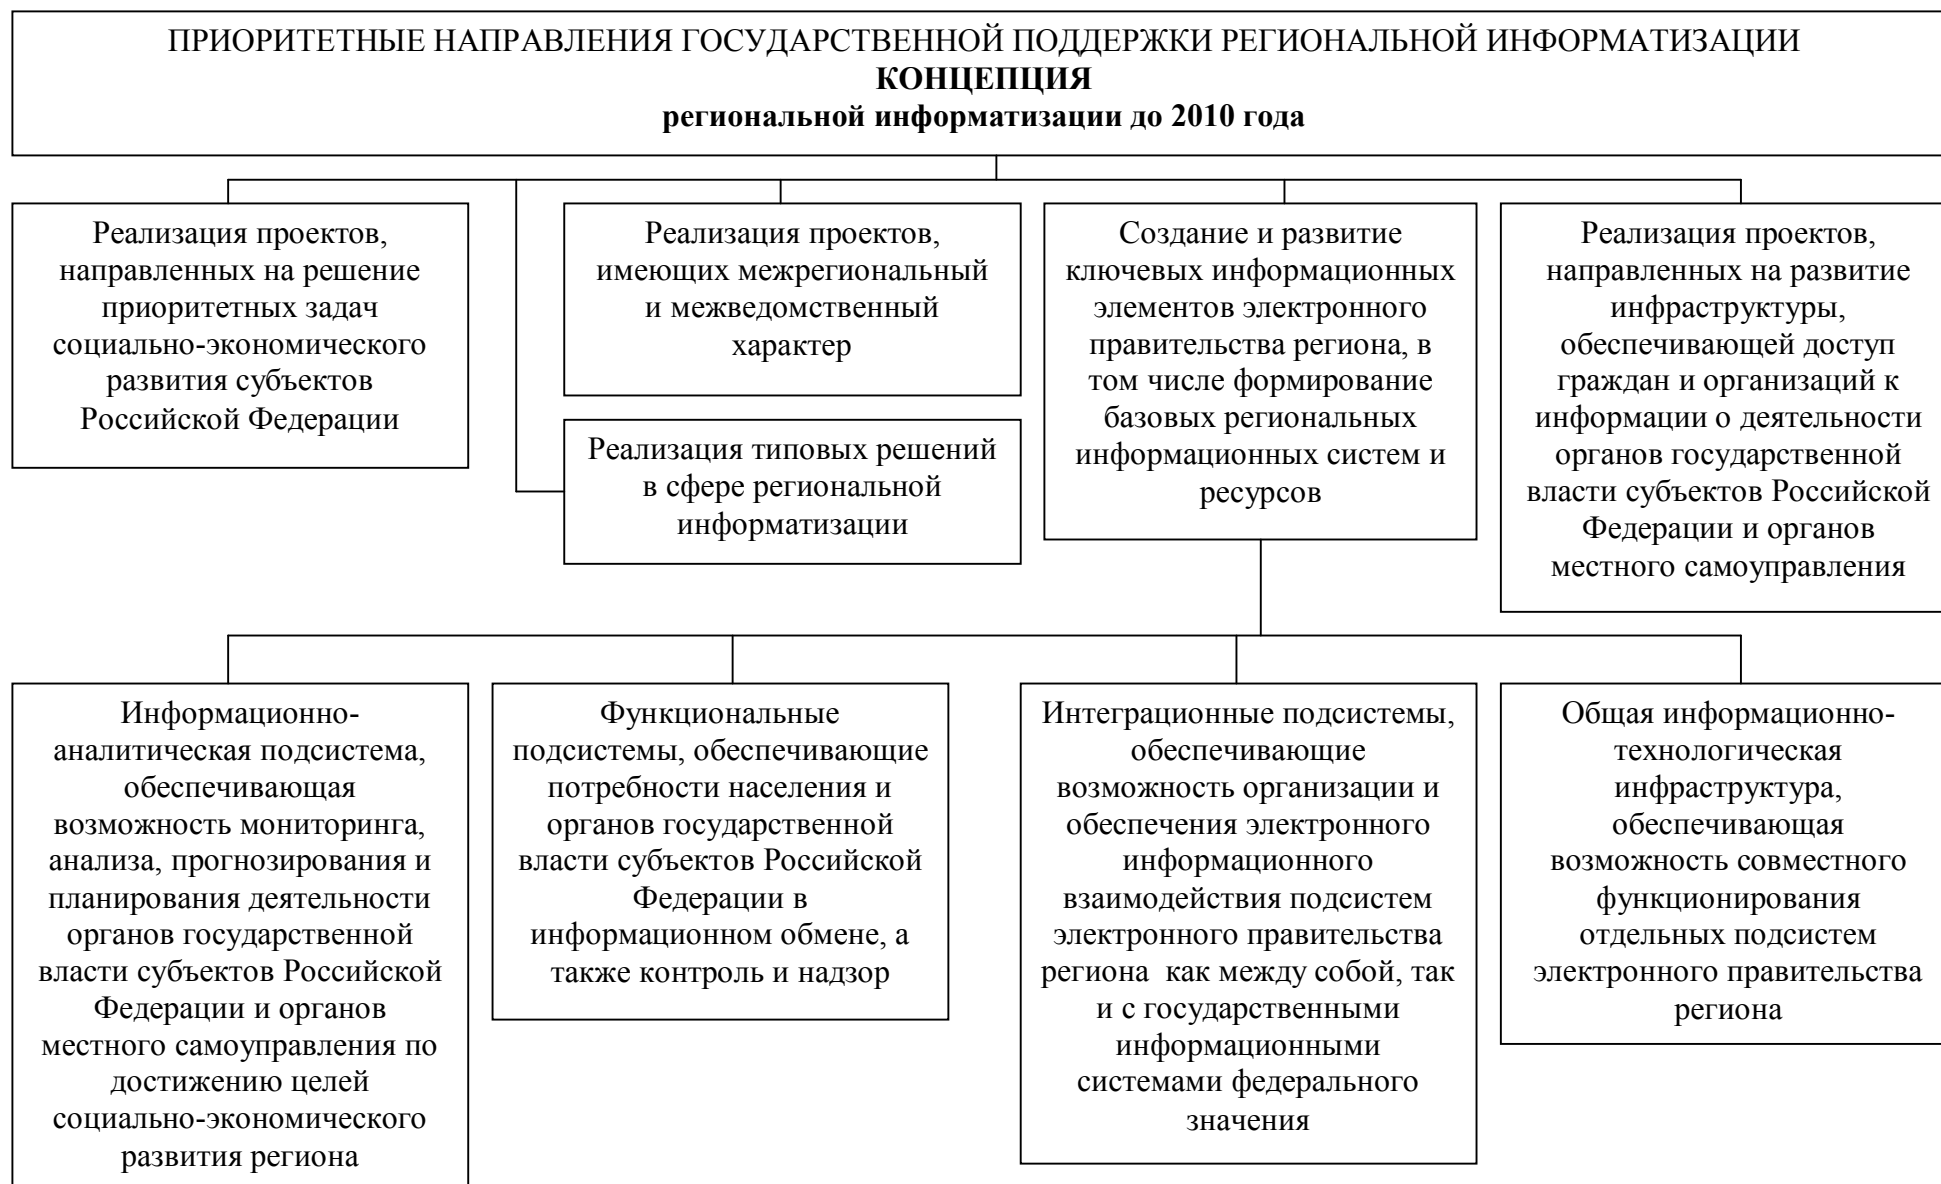 ПРИОРИТЕТНЫЕ НАПРАВЛЕНИЯ ГОСУДАРСТВЕННОЙ ПОДДЕРЖКИ РЕГИОНАЛЬНОЙ ИНФОРМАТИЗАЦИИ
КОНЦЕПЦИЯ
региональной информатизации до 2010 года
Реализация проектов,
направленных на решение
приоритетных задач
социально-экономического
развития субъектов
Российской Федерации
Реализация проектов,
имеющих межрегиональный
и межведомственный
характер
Реализация типовых решений
в сфере региональной
информатизации
Создание и развитие
ключевых информационных
элементов электронного
правительства региона, в
том числе формирование
базовых региональных
информационных систем и
ресурсов
Реализация проектов,
направленных на развитие
инфраструктуры,
обеспечивающей доступ
граждан и организаций к
информации о деятельности
органов государственной
власти субъектов Российской
Федерации и органов
местного самоуправления
Информационно-
аналитическая подсистема,
обеспечивающая
возможность мониторинга,
анализа, прогнозирования и
планирования деятельности
органов государственной
власти субъектов Российской
Федерации и органов
местного самоуправления по
достижению целей
социально-экономического
развития региона
Функциональные
подсистемы, обеспечивающие
потребности населения и
органов государственной
власти субъектов Российской
Федерации в
информационном обмене, а
также контроль и надзор
Интеграционные подсистемы,
обеспечивающие
возможность организации и
обеспечения электронного
информационного
взаимодействия подсистем
электронного правительства
региона как между собой, так
и с государственными
информационными
системами федерального
значения
Общая информационно-
технологическая
инфраструктура,
обеспечивающая
возможность совместного
функционирования
отдельных подсистем
электронного правительства
региона